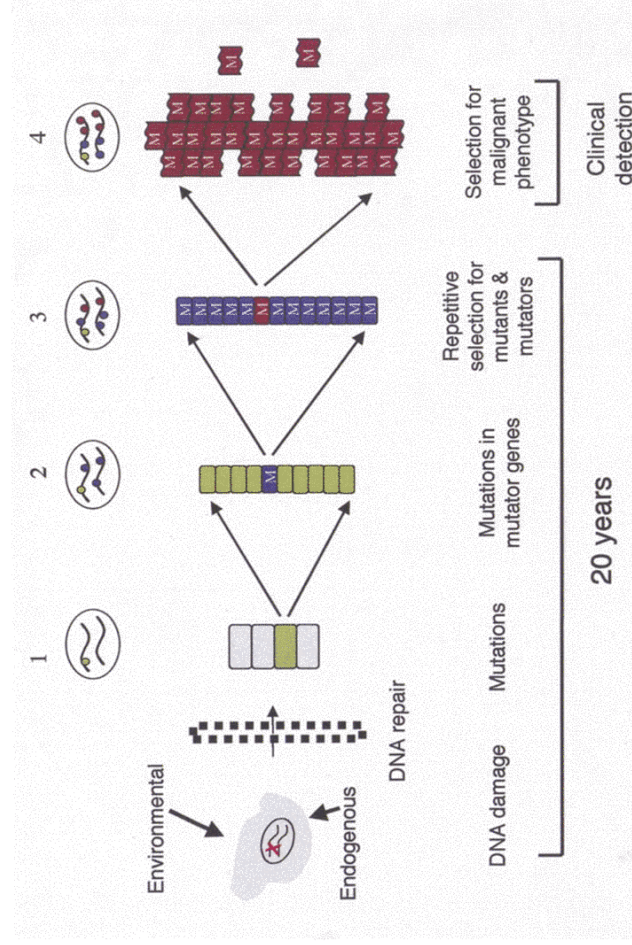 1
2
3
4
Environmental
Endogenous
DNA repair
M
M
M
DNA damage
Mutations
Mutations in
mutator genes
Repetitive
selection for
mutants &
mutators
Selection for
malignant
phenotype
20 years
Clinical
detection